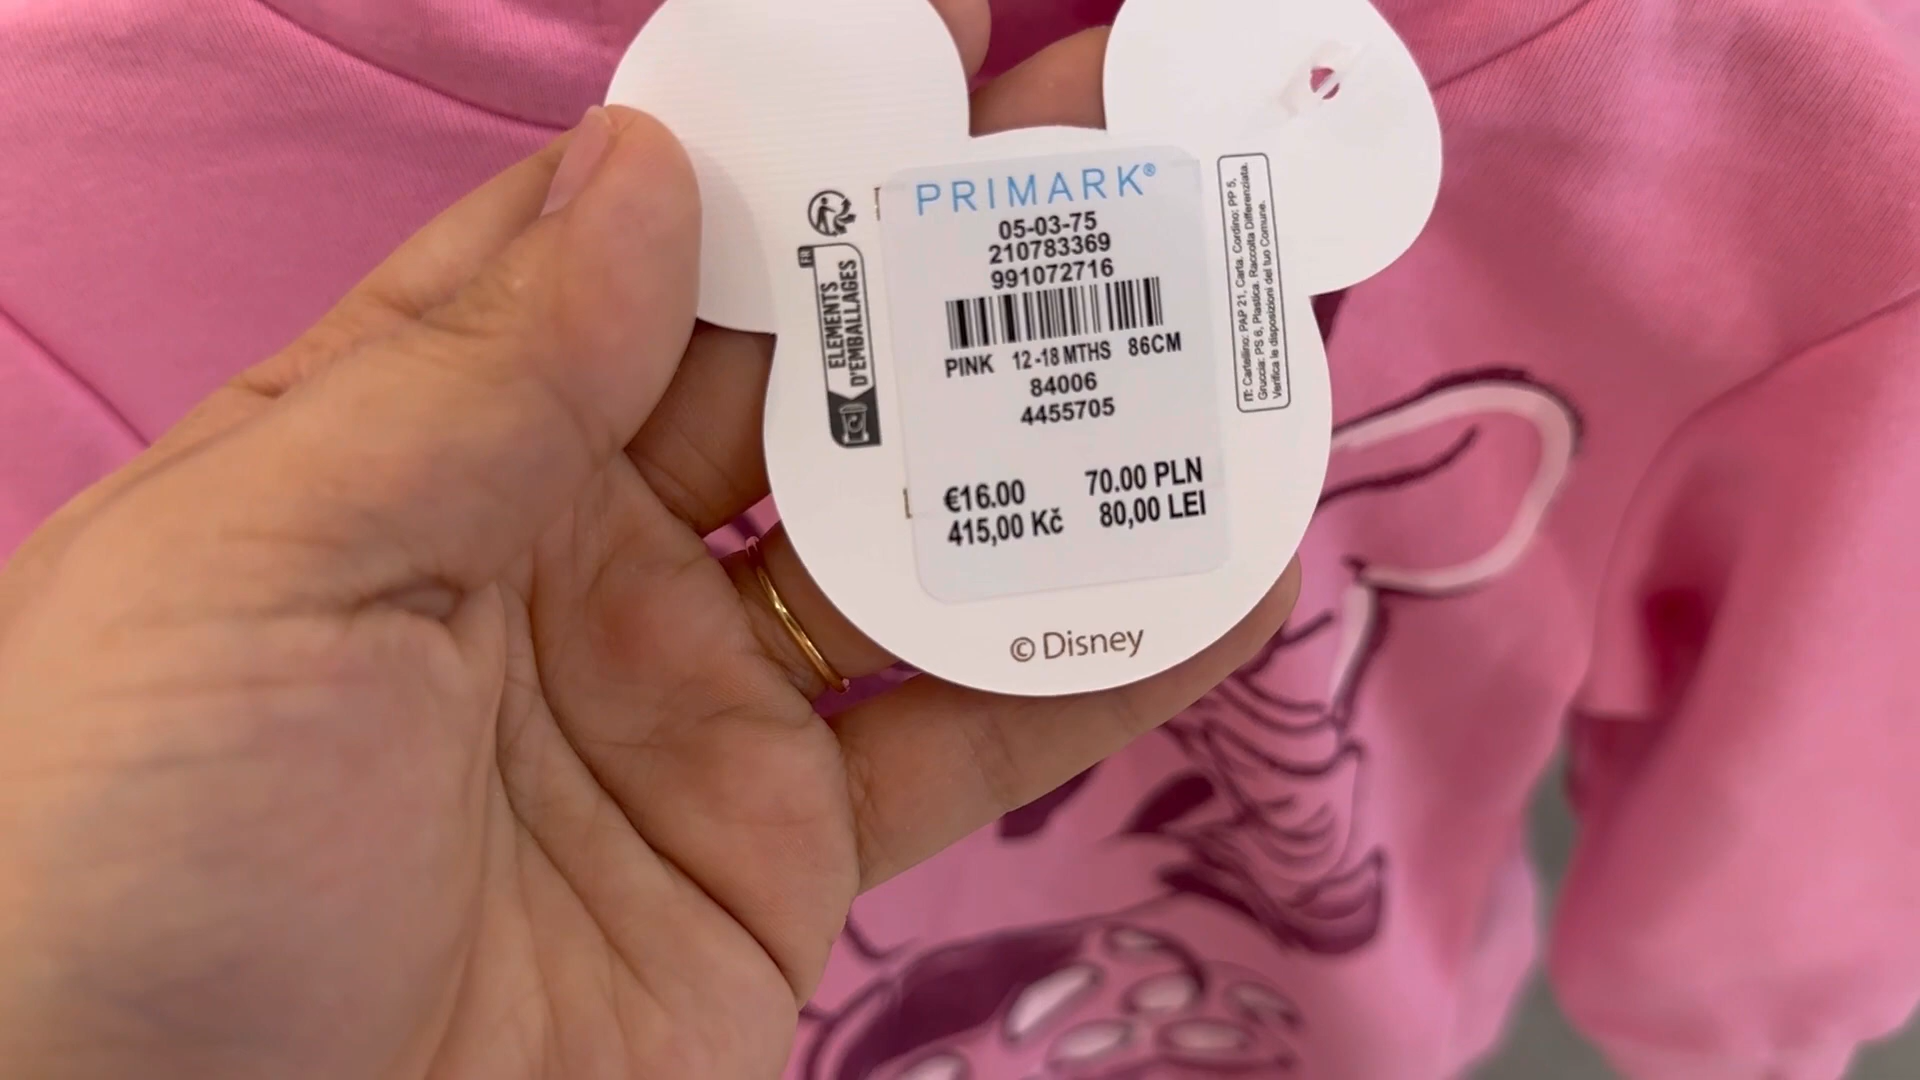 PRIMARK®
05-03-75
210783369
991072716
PINK 12-18 MTHS 86CM
84006
4455705
€16.00 70.00 PLN
415,00 Kč 80,00 LEI
© Disney
FR
ELEMENTS
D'EMBALLAGES
IT: Cartellino: PAP 21, Carta. Cordino: PP 5,
Gruccia: PS 6, Plastica. Raccolta Differenziata.
Verifica le disposizioni del tuo Comune.